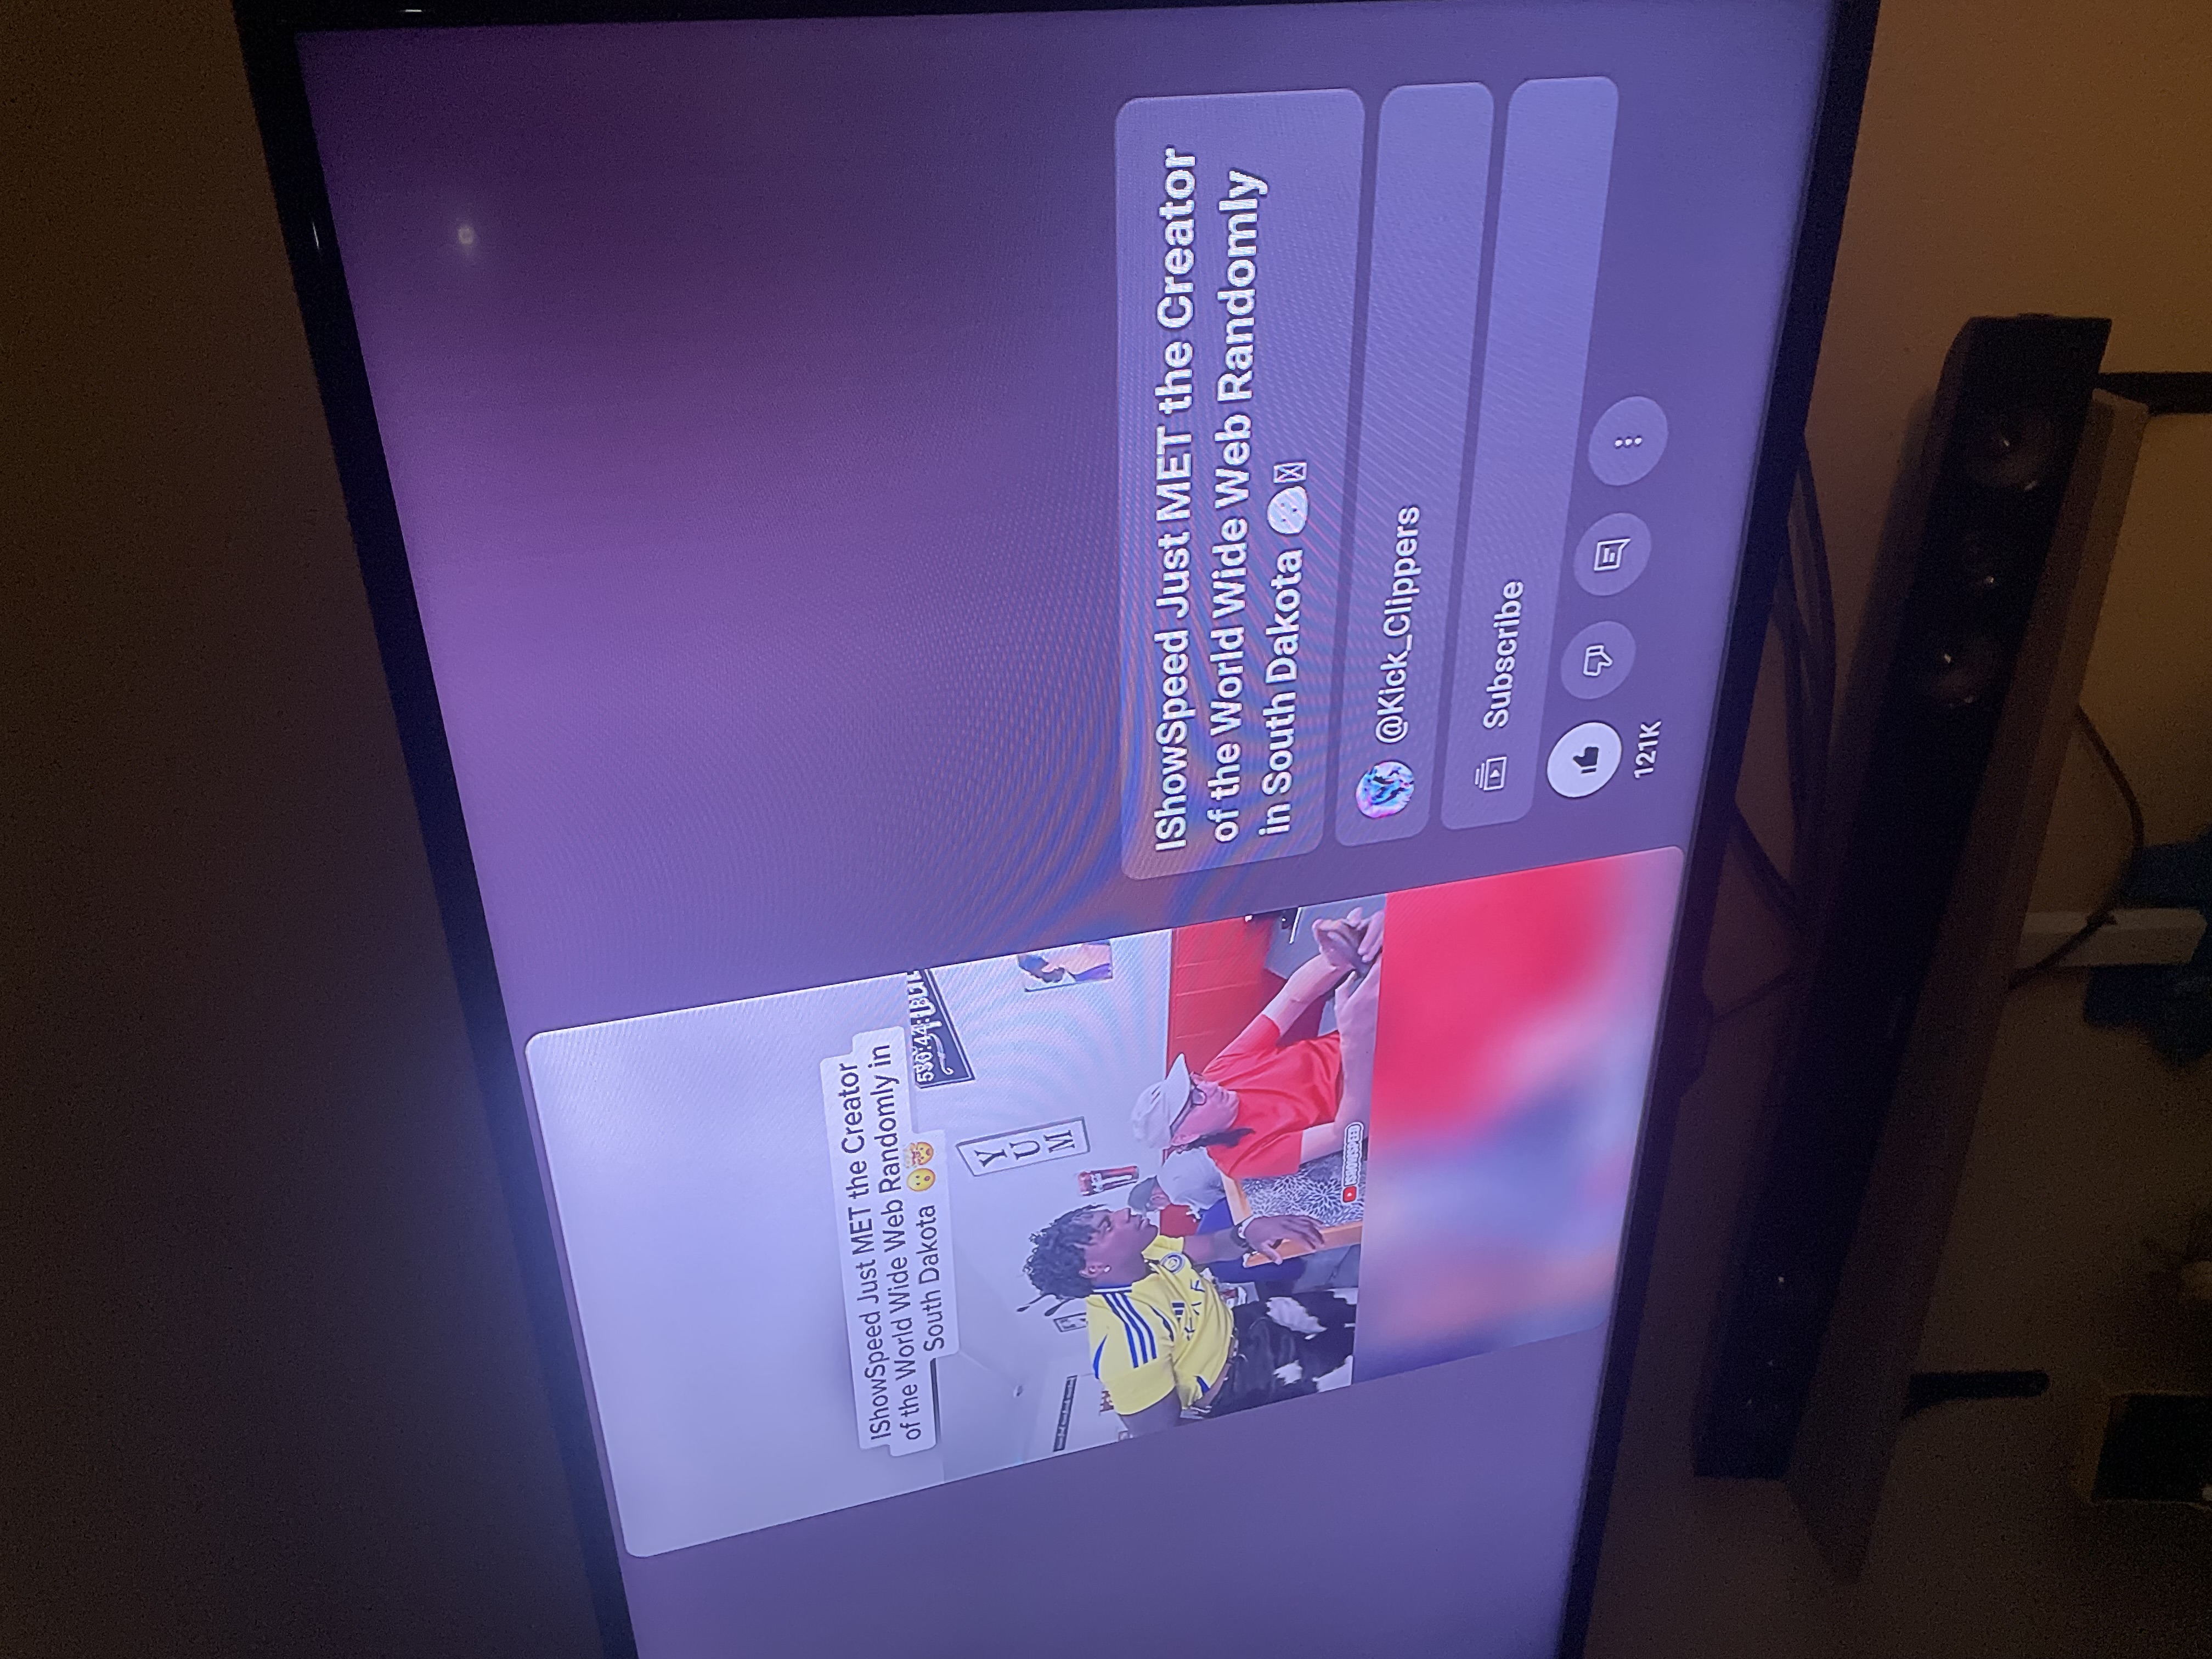 IShowSpeed Just MET the Creator
of the World Wide Web Randomly in
South Dakota 😮🤯
YUM
ISHOWSPEED
IShowSpeed Just MET the Creator
of the World Wide Web Randomly
in South Dakota
@Kick_Clippers
Subscribe
121K